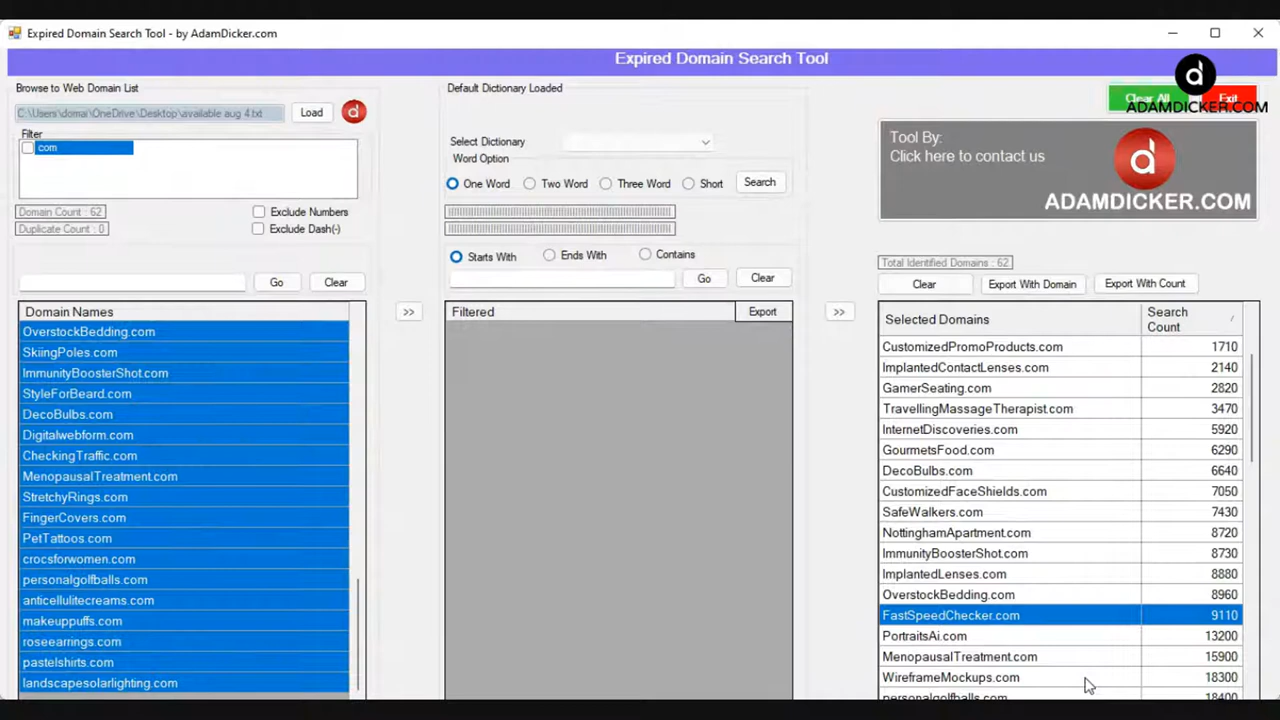 Expired Domain Search Tool - by AdamDicker.com
Expired Domain Search Tool
Browse to Web Domain List
C:\Users\domai\OneDrive\Desktop\available aug 4.txt
Load
d
Filter
com
Domain Count : 62
Duplicate Count : 0
Exclude Numbers
Exclude Dash(-)
Go
Clear
Domain Names
OverstockBedding.com
SkiingPoles.com
ImmunityBoosterShot.com
StyleForBeard.com
DecoBulbs.com
Digitalwebform.com
CheckingTraffic.com
MenopausalTreatment.com
StretchyRings.com
FingerCovers.com
PetTattoos.com
crocsforwomen.com
personalgolfballs.com
anticellulitecreams.com
makeuppuffs.com
roseearrings.com
pastelshirts.com
landscapesolarlighting.com
>>
Default Dictionary Loaded
Select Dictionary
Word Option
One Word
Two Word
Three Word
Short
Search
Starts With
Ends With
Contains
Go
Clear
Filtered
Export
>>
d
Clear All
Exit
ADAMDICKER.COM
Tool By:
Click here to contact us
d
ADAMDICKER.COM
Total Identified Domains : 62
Clear
Export With Domain
Export With Count
Selected Domains Search Count
CustomizedPromoProducts.com 1710
ImplantedContactLenses.com 2140
GamerSeating.com 2820
TravellingMassageTherapist.com 3470
InternetDiscoveries.com 5920
GourmetsFood.com 6290
DecoBulbs.com 6640
CustomizedFaceShields.com 7050
SafeWalkers.com 7430
NottinghamApartment.com 8720
ImmunityBoosterShot.com 8730
ImplantedLenses.com 8880
OverstockBedding.com 8960
FastSpeedChecker.com 9110
PortraitsAi.com 13200
MenopausalTreatment.com 15900
WireframeMockups.com 18300
personalgolfballs.com 18400